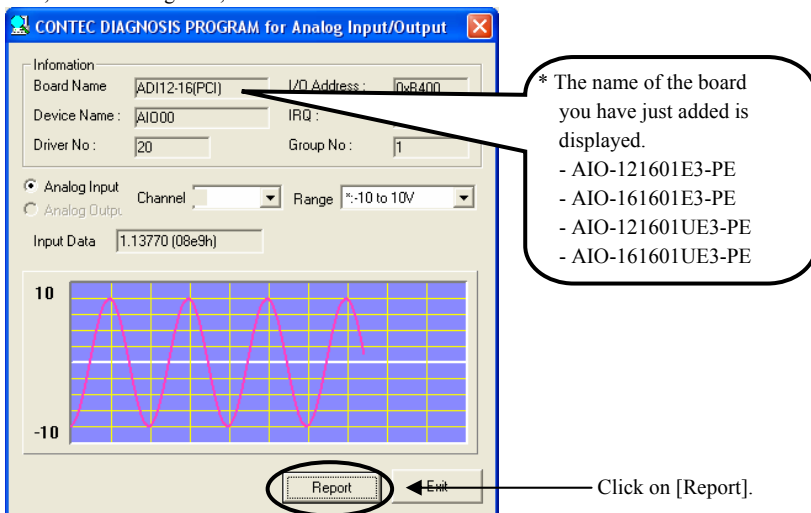 CONTEC DIAGNOSIS PROGRAM for Analog Input/Output
Infomation
Board Name ADI12-16(PCI) I/O Address : 0xB400
Device Name : AIO00 IRQ :
Driver No : 20 Group No : 1
Analog Input
Analog Outpu
Channel Range *:-10 to 10V
Input Data 1.13770 (08e9h)
10
-10
Report Exit
* The name of the board
you have just added is
displayed.
- AIO-121601E3-PE
- AIO-161601E3-PE
- AIO-121601UE3-PE
- AIO-161601UE3-PE
Click on [Report].